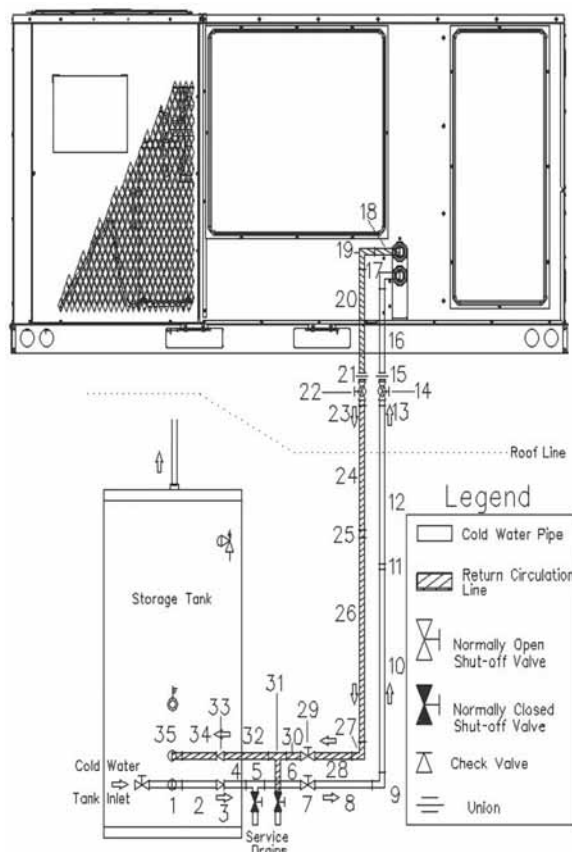 18
19
17
20
16
21
15
22
14
23
13
Roof Line
24
12
Legend
25
Cold Water Pipe
11
Storage Tank
Return Circulation
Line
26
Normally Open
Shut-off Valve
10
31
33
29
Normally Closed
Shut-off Valve
35
34
32
30
27
Cold Water
Check Valve
4
5
6
28
Tank Inlet
1
2
3
7
8
9
Union
Service
Drains